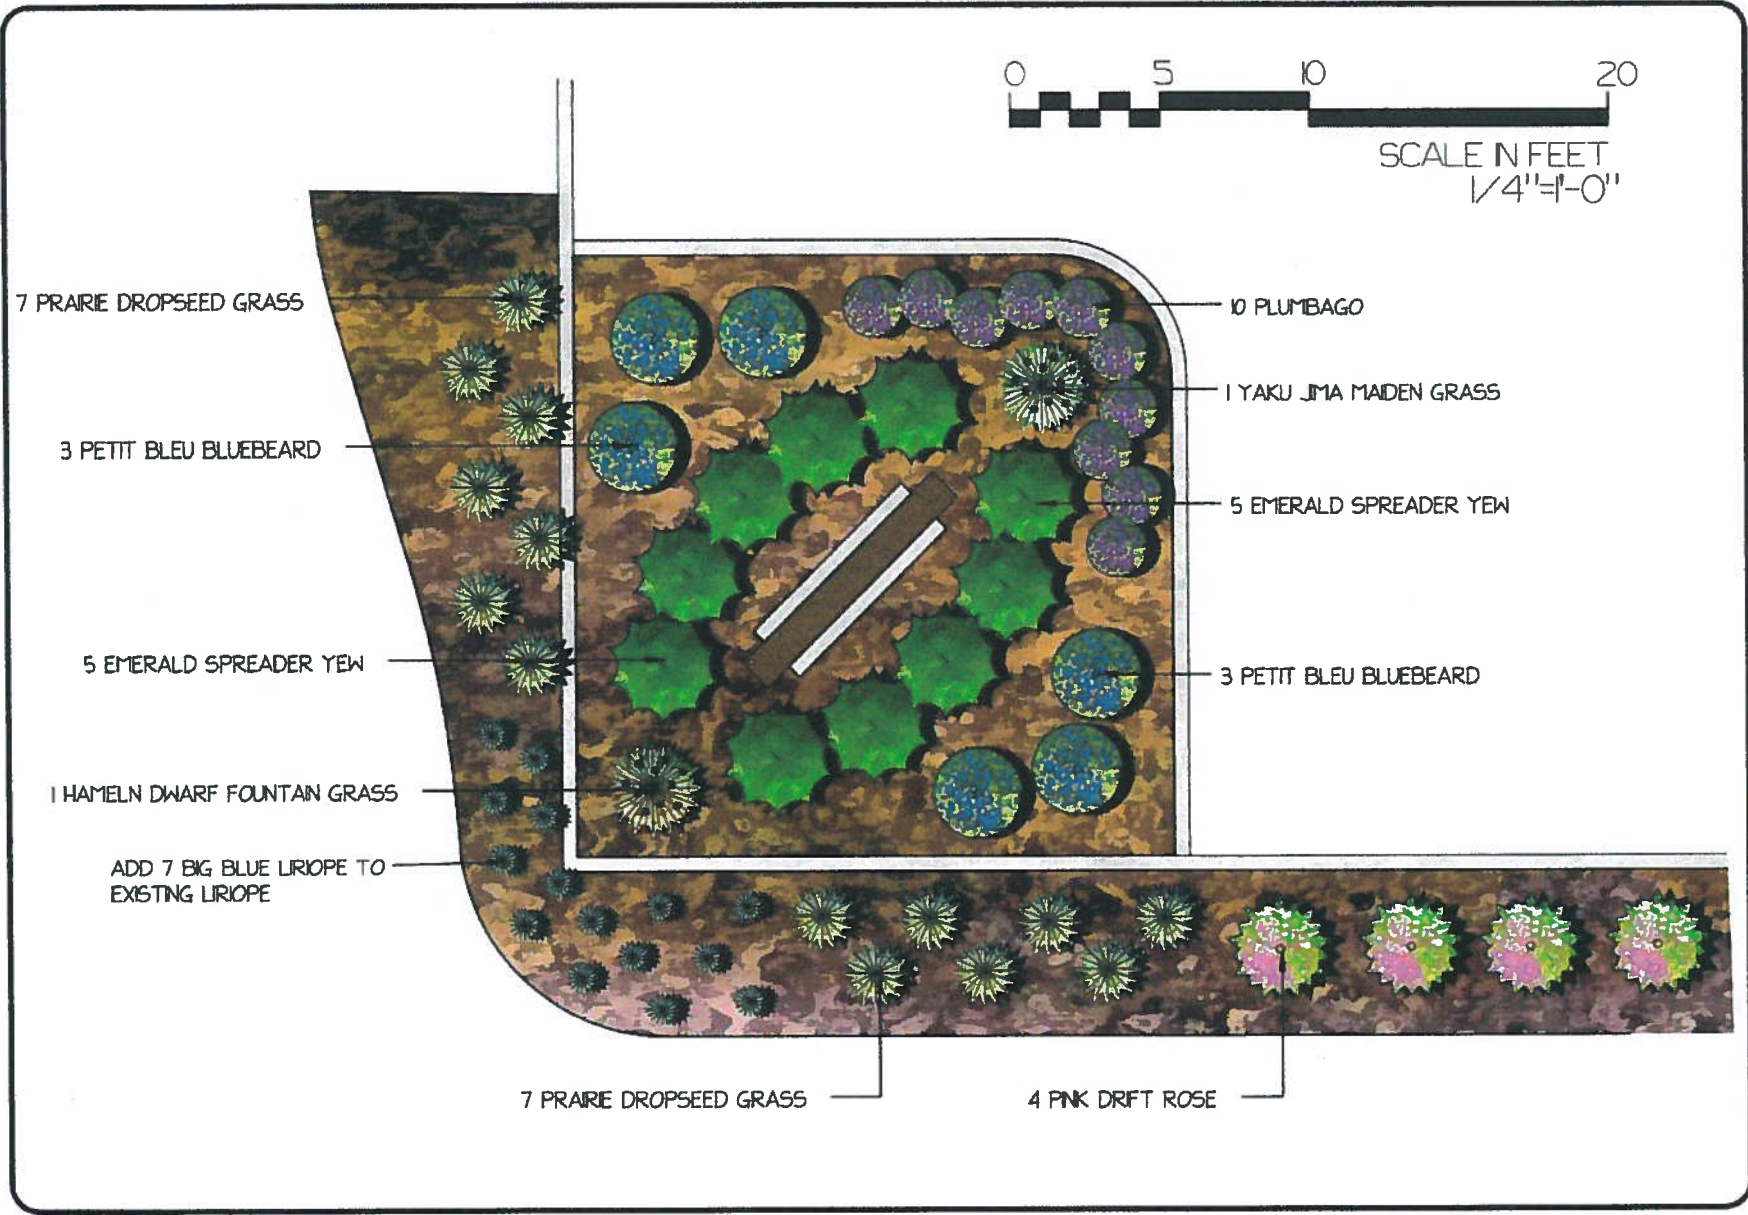 0 5 10 20
SCALE IN FEET
1/4"=1'-0"
7 PRAIRIE DROPSEED GRASS
10 PLUMBAGO
1 YAKU JIMA MAIDEN GRASS
3 PETIT BLEU BLUEBEARD
5 EMERALD SPREADER YEW
5 EMERALD SPREADER YEW
3 PETIT BLEU BLUEBEARD
1 HAMELN DWARF FOUNTAIN GRASS
ADD 7 BIG BLUE LIRIOPE TO
EXISTING LIRIOPE
7 PRAIRIE DROPSEED GRASS
4 PINK DRIFT ROSE